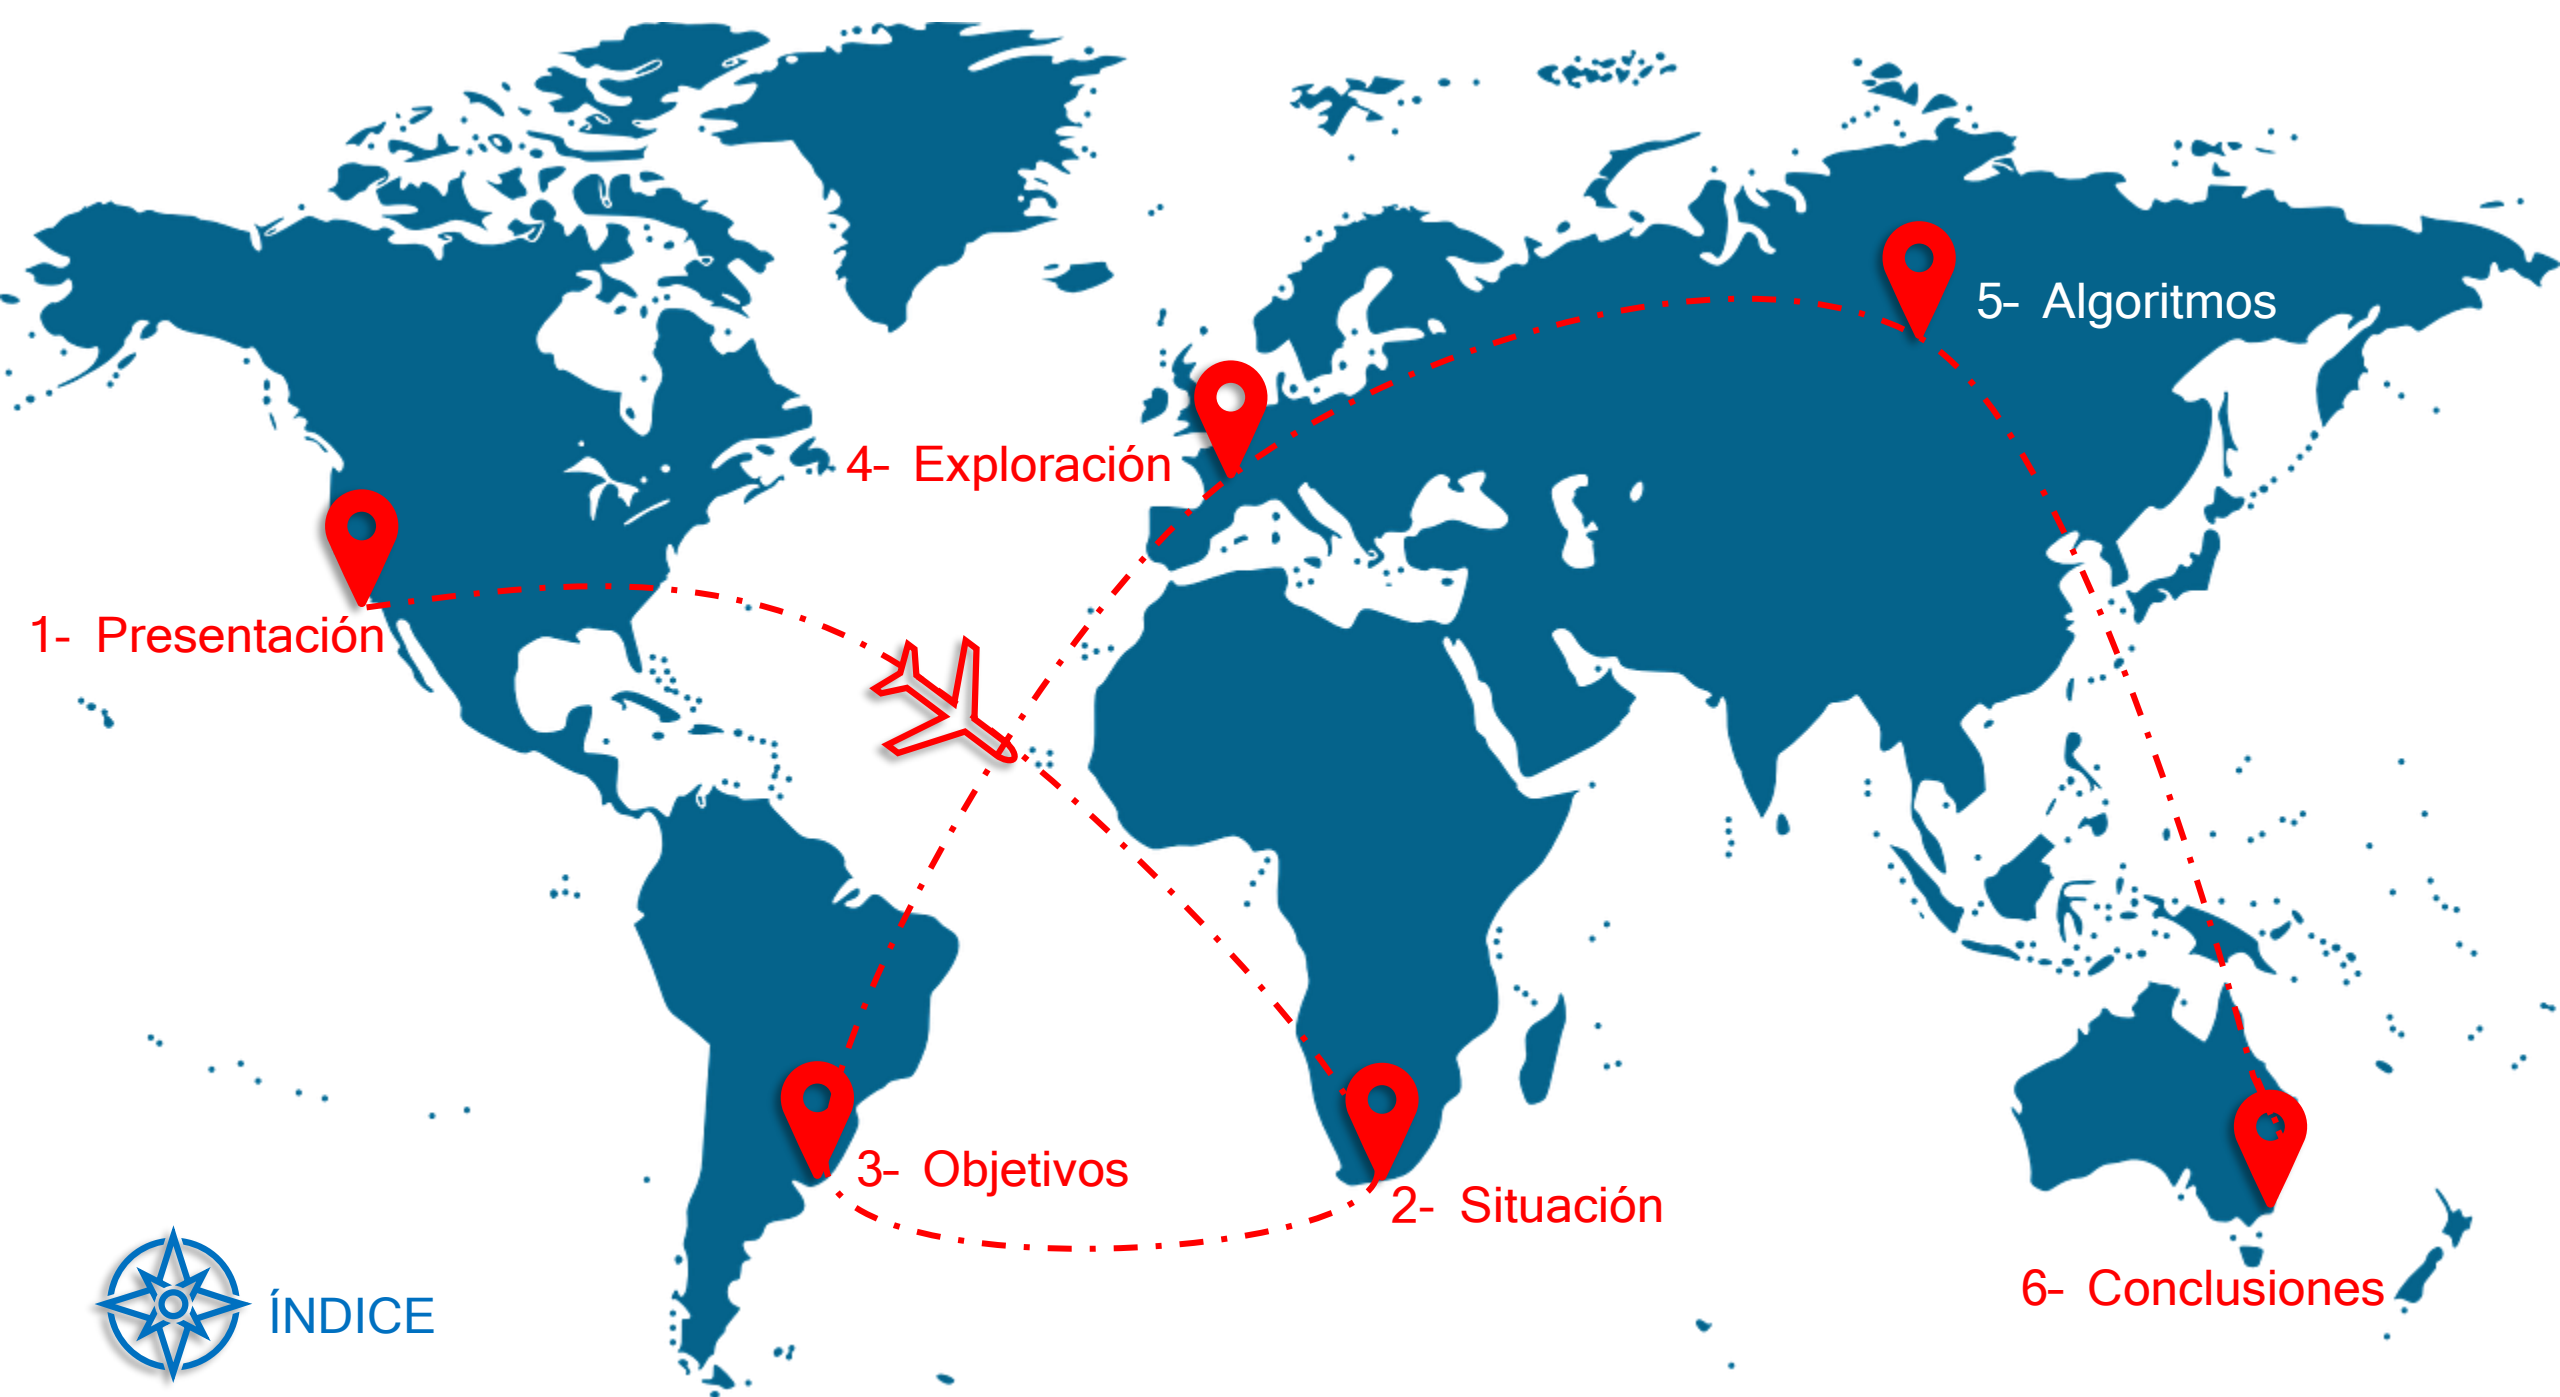 ÍNDICE
1- Presentación
2- Situación
3- Objetivos
4- Exploración
5- Algoritmos
6- Conclusiones